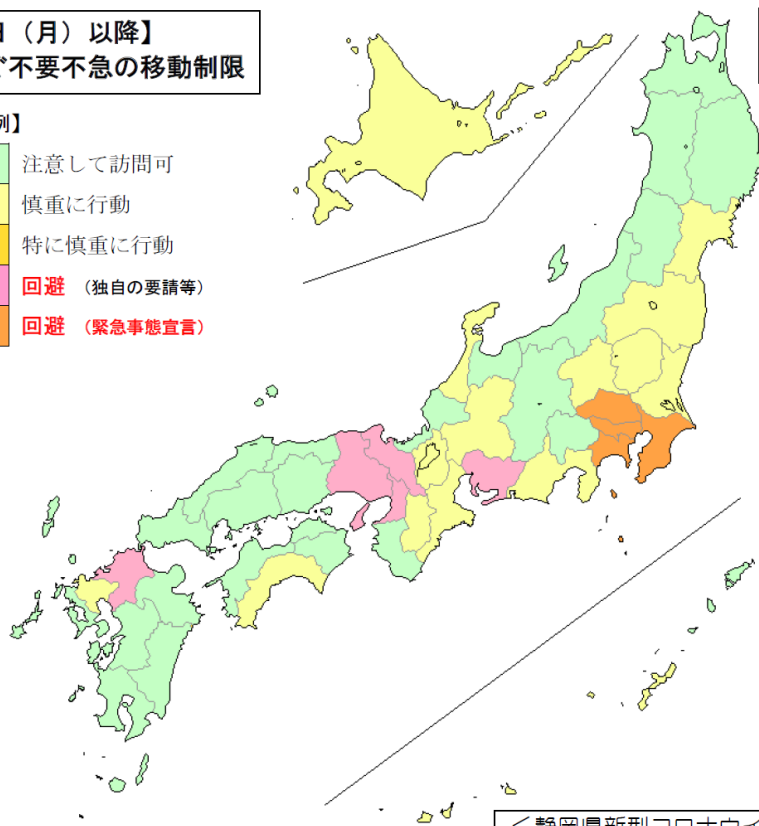 （月）以降】
不要不急の移動制限
例】
注意して訪問可
慎重に行動
特に慎重に行動
回避 （独自の要請等）
回避 （緊急事態宣言）
静岡県新型コロナウイ